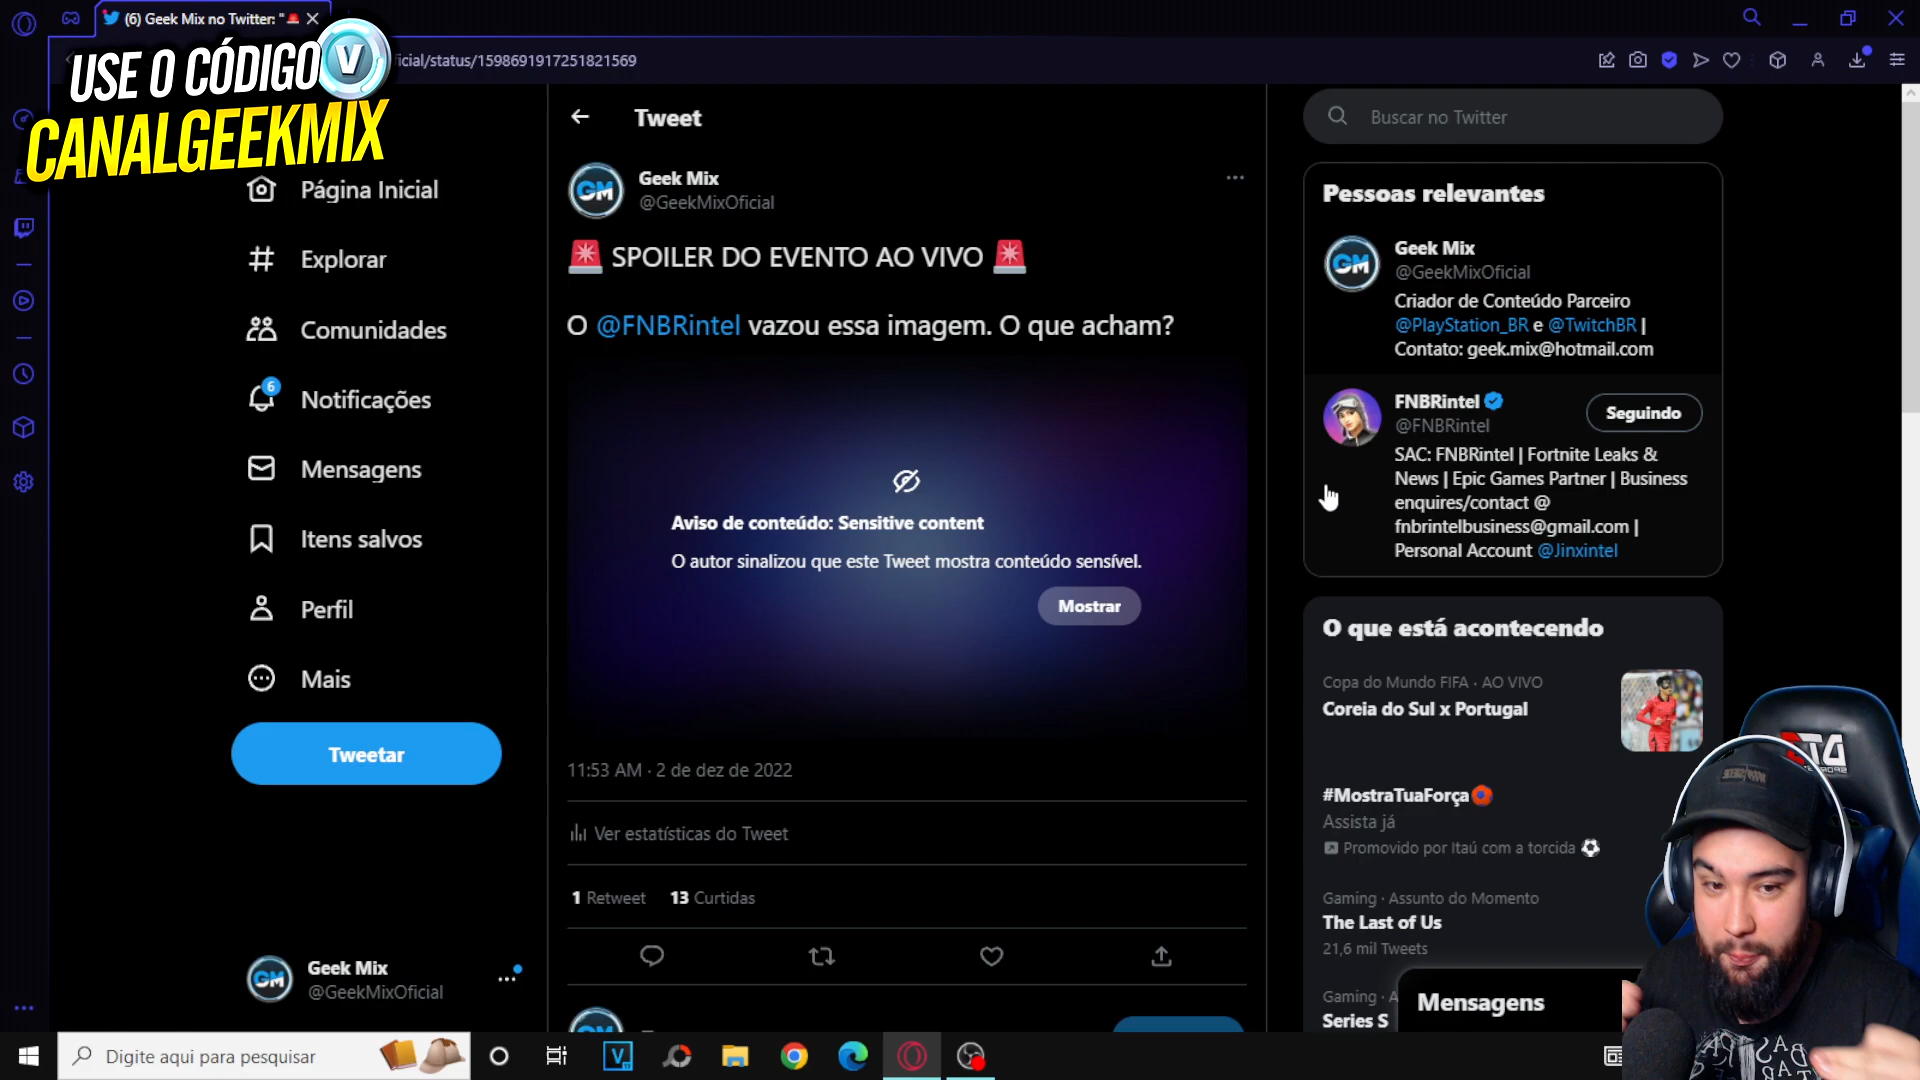 (6) Geek Mix no Twitter: "🚨
icial/status/1598691917251821569
USE O CÓDIGO V
CANALGEEKMIX
Página Inicial
Explorar
Comunidades
6
Notificações
Mensagens
Itens salvos
Perfil
Mais
Tweetar
Geek Mix
@GeekMixOficial
Tweet
GM
Geek Mix
@GeekMixOficial
🚨 SPOILER DO EVENTO AO VIVO 🚨
O @FNBRintel vazou essa imagem. O que acham?
Aviso de conteúdo: Sensitive content
O autor sinalizou que este Tweet mostra conteúdo sensível.
Mostrar
11:53 AM · 2 de dez de 2022
Ver estatísticas do Tweet
1 Retweet 13 Curtidas
Buscar no Twitter
Pessoas relevantes
GM
Geek Mix
@GeekMixOficial
Criador de Conteúdo Parceiro
@PlayStation_BR e @TwitchBR |
Contato: geek.mix@hotmail.com
FNBRintel
@FNBRintel
Seguindo
SAC: FNBRintel | Fortnite Leaks &
News | Epic Games Partner | Business
enquires/contact @
fnbrintelbusiness@gmail.com |
Personal Account @Jinxintel
O que está acontecendo
Copa do Mundo FIFA · AO VIVO
Coreia do Sul x Portugal
#MostraTuaForça
Assista já
Promovido por Itaú com a torcida ⚽
Gaming · Assunto do Momento
The Last of Us
21,6 mil Tweets
Gaming · A
Series S
Mensagens
GM
Digite aqui para pesquisar